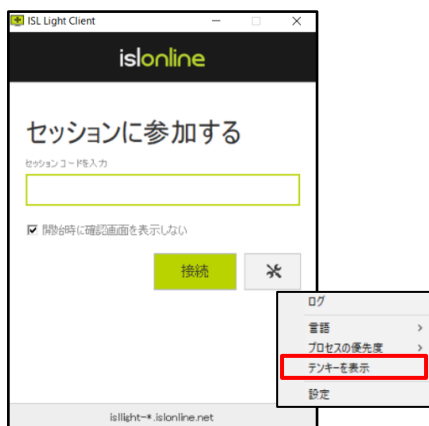 ISL Light Client
islonline
セッションに参加する
セッションコードを入力
開始時に確認画面を表示しない
接続
ログ
言語
プロセスの優先度
テンキーを表示
設定
isllight-*.islonline.net